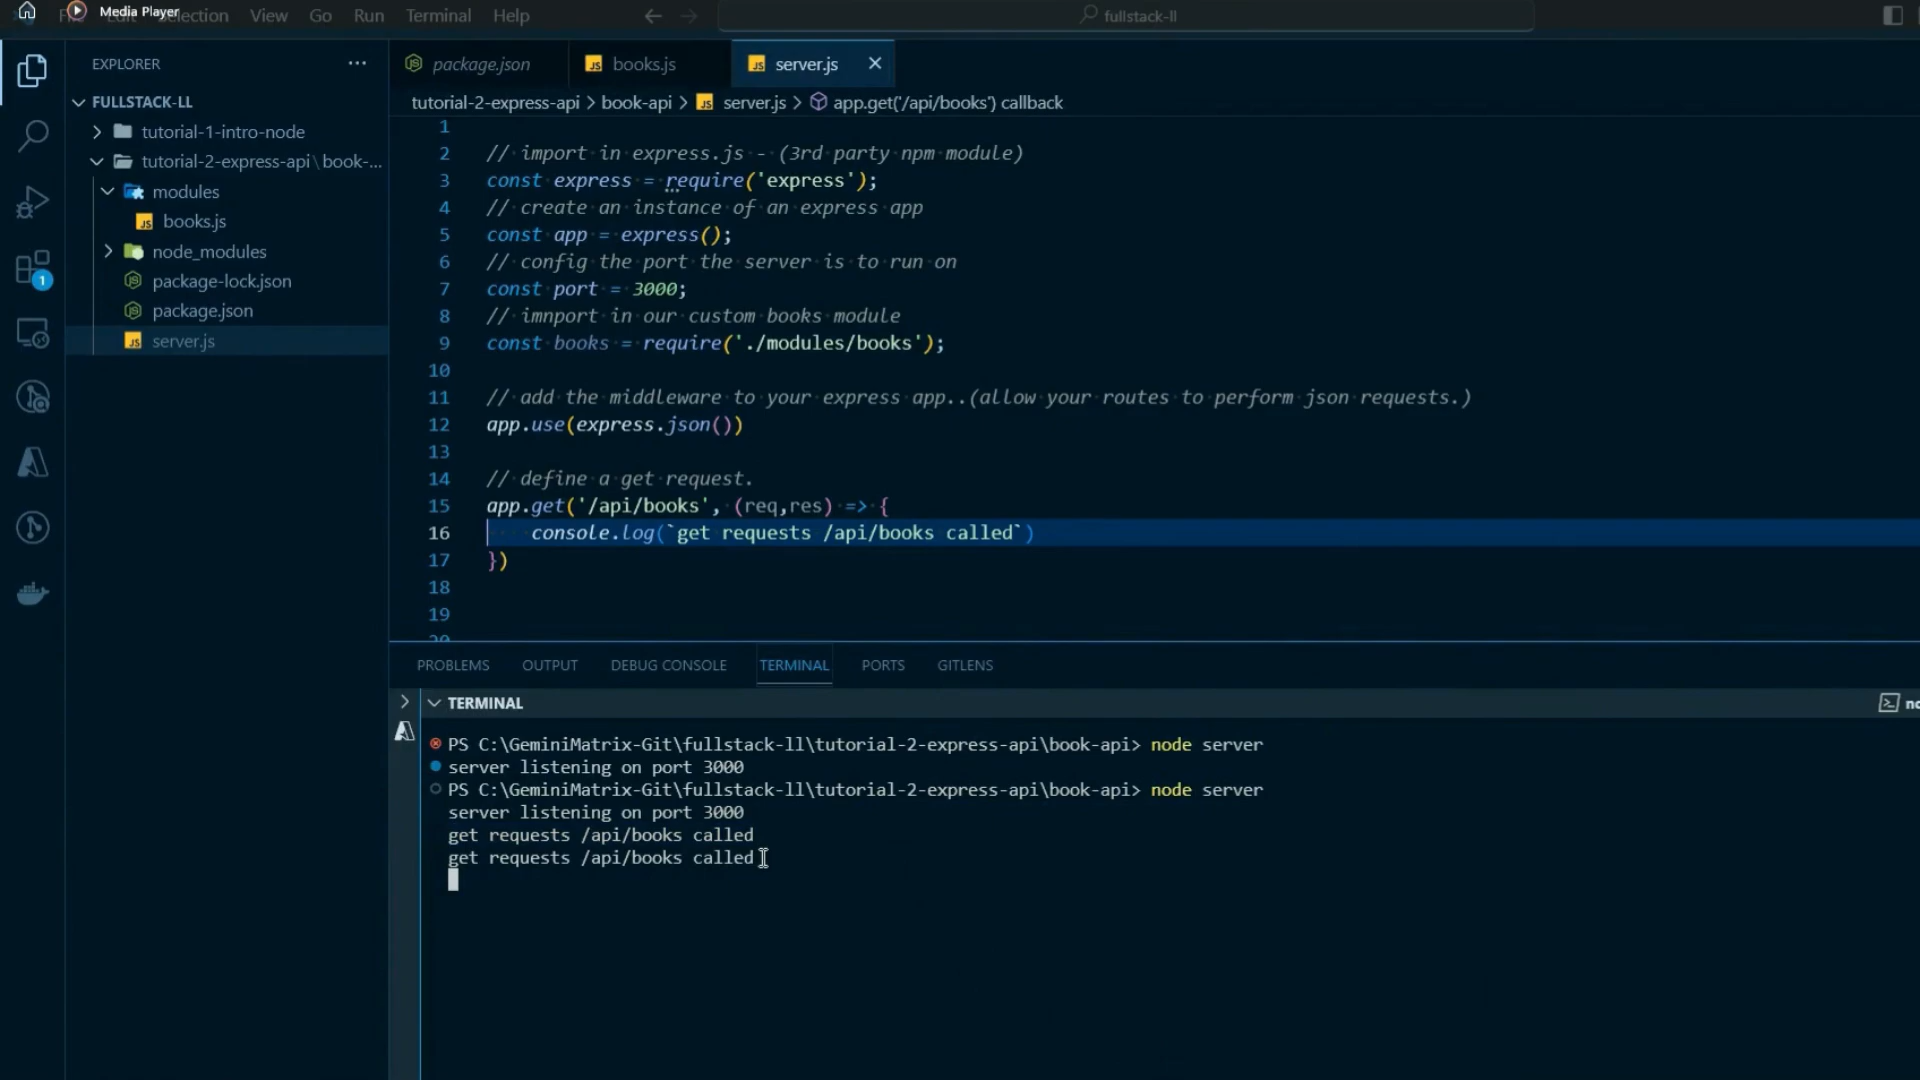 Media Player
Selection View Go Run Terminal Help
fullstack-ll
EXPLORER
package.json
books.js
server.js
FULLSTACK-LL
tutorial-1-intro-node
tutorial-2-express-api\book-...
modules
books.js
node_modules
package-lock.json
package.json
server.js
1
tutorial-2-express-api > book-api > server.js > app.get('/api/books') callback
1
2 // import in express.js - (3rd party npm module)
3 const express = require('express');
4 // create an instance of an express app
5 const app = express();
6 // config the port the server is to run on
7 const port = 3000;
8 // imnport in our custom books module
9 const books = require('./modules/books');
10
11 // add the middleware to your express app..(allow your routes to perform json requests.)
12 app.use(express.json())
13
14 // define a get request.
15 app.get('/api/books', (req,res) => {
16 console.log(`get requests /api/books called`)
17 })
18
19
20
PROBLEMS OUTPUT DEBUG CONSOLE TERMINAL PORTS GITLENS
TERMINAL
PS C:\GeminiMatrix-Git\fullstack-ll\tutorial-2-express-api\book-api> node server
server listening on port 3000
PS C:\GeminiMatrix-Git\fullstack-ll\tutorial-2-express-api\book-api> node server
server listening on port 3000
get requests /api/books called
get requests /api/books called